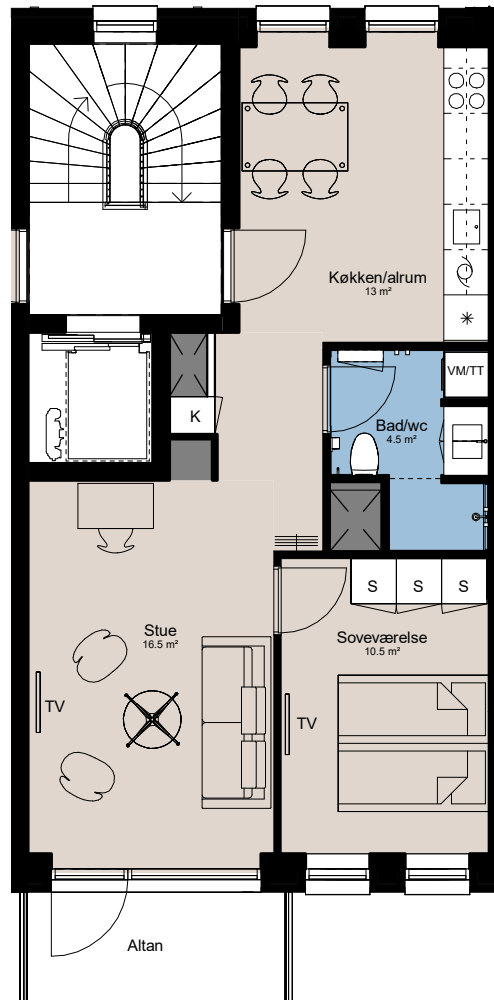 Køkken/alrum
13 m²
VM/TT
K
Bad/wc
4.5 m²
S S S
Stue
16.5 m²
Soveværelse
10.5 m²
TV
TV
Altan